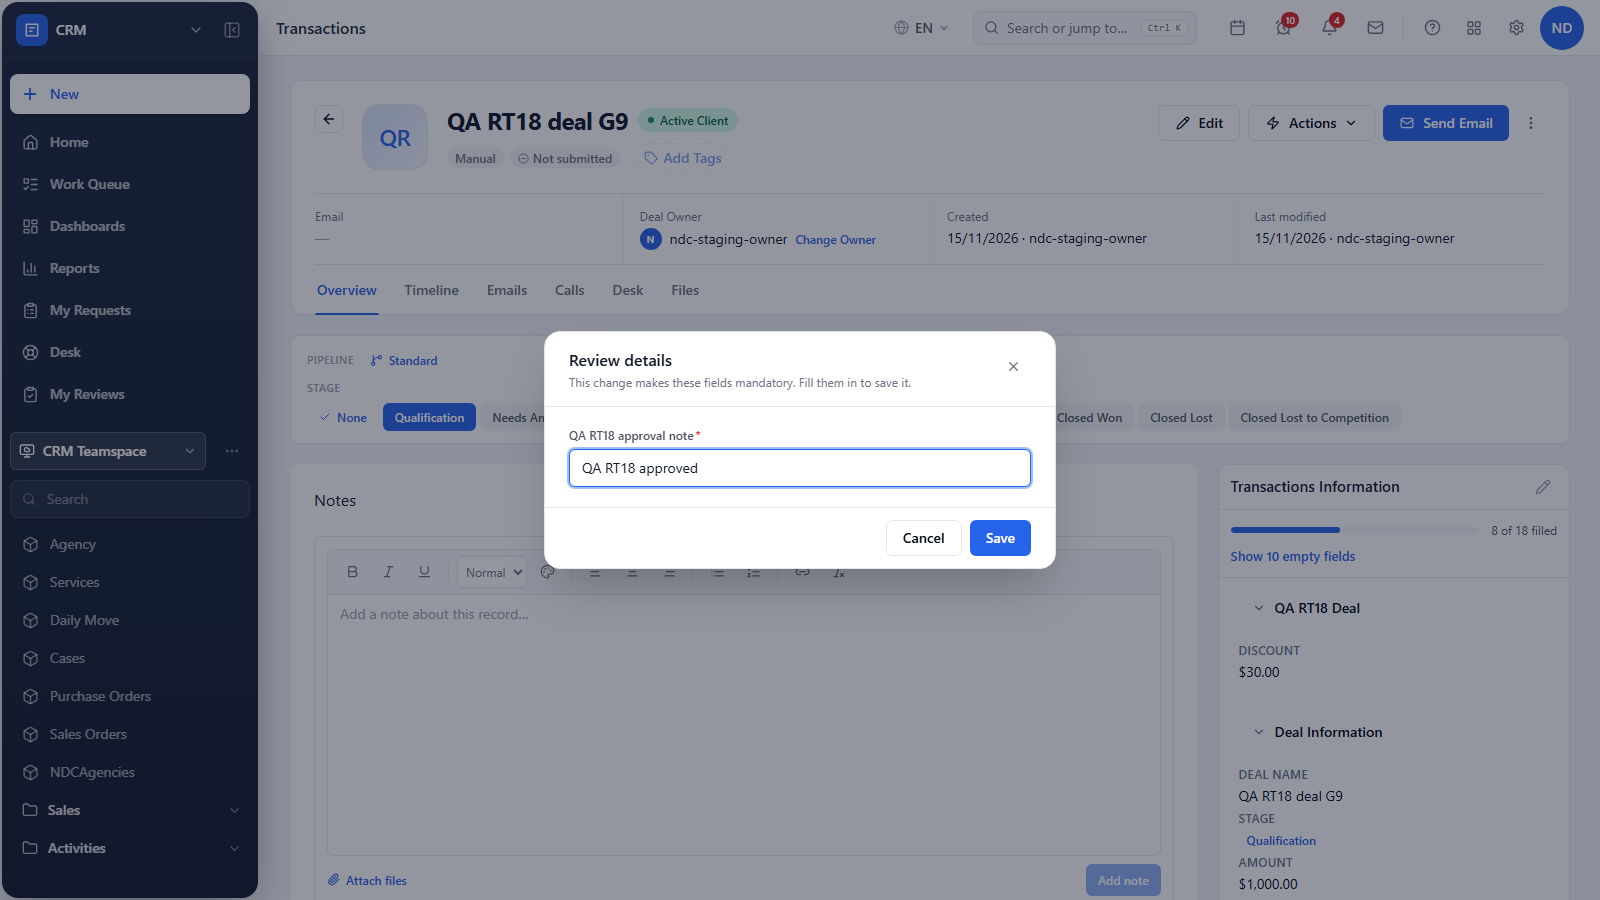 CRM
Transactions
EN
Search or jump to...
Ctrl K
10
4
ND
New
Home
Work Queue
Dashboards
Reports
My Requests
Desk
My Reviews
CRM Teamspace
Search
Agency
Services
Daily Move
Cases
Purchase Orders
Sales Orders
NDCAgencies
Sales
Activities
QR
QA RT18 deal G9
Active Client
Manual
Not submitted
Add Tags
Edit
Actions
Send Email
Email
—
Deal Owner
N ndc-staging-owner Change Owner
Created
15/11/2026 · ndc-staging-owner
Last modified
15/11/2026 · ndc-staging-owner
Overview
Timeline
Emails
Calls
Desk
Files
PIPELINE
Standard
STAGE
None
Qualification
Needs An
Closed Won
Closed Lost
Closed Lost to Competition
Review details
This change makes these fields mandatory. Fill them in to save it.
QA RT18 approval note*
QA RT18 approved
Cancel
Save
Notes
B I U
Normal
Add a note about this record...
Attach files
Add note
Transactions Information
8 of 18 filled
Show 10 empty fields
QA RT18 Deal
DISCOUNT
$30.00
Deal Information
DEAL NAME
QA RT18 deal G9
STAGE
Qualification
AMOUNT
$1,000.00